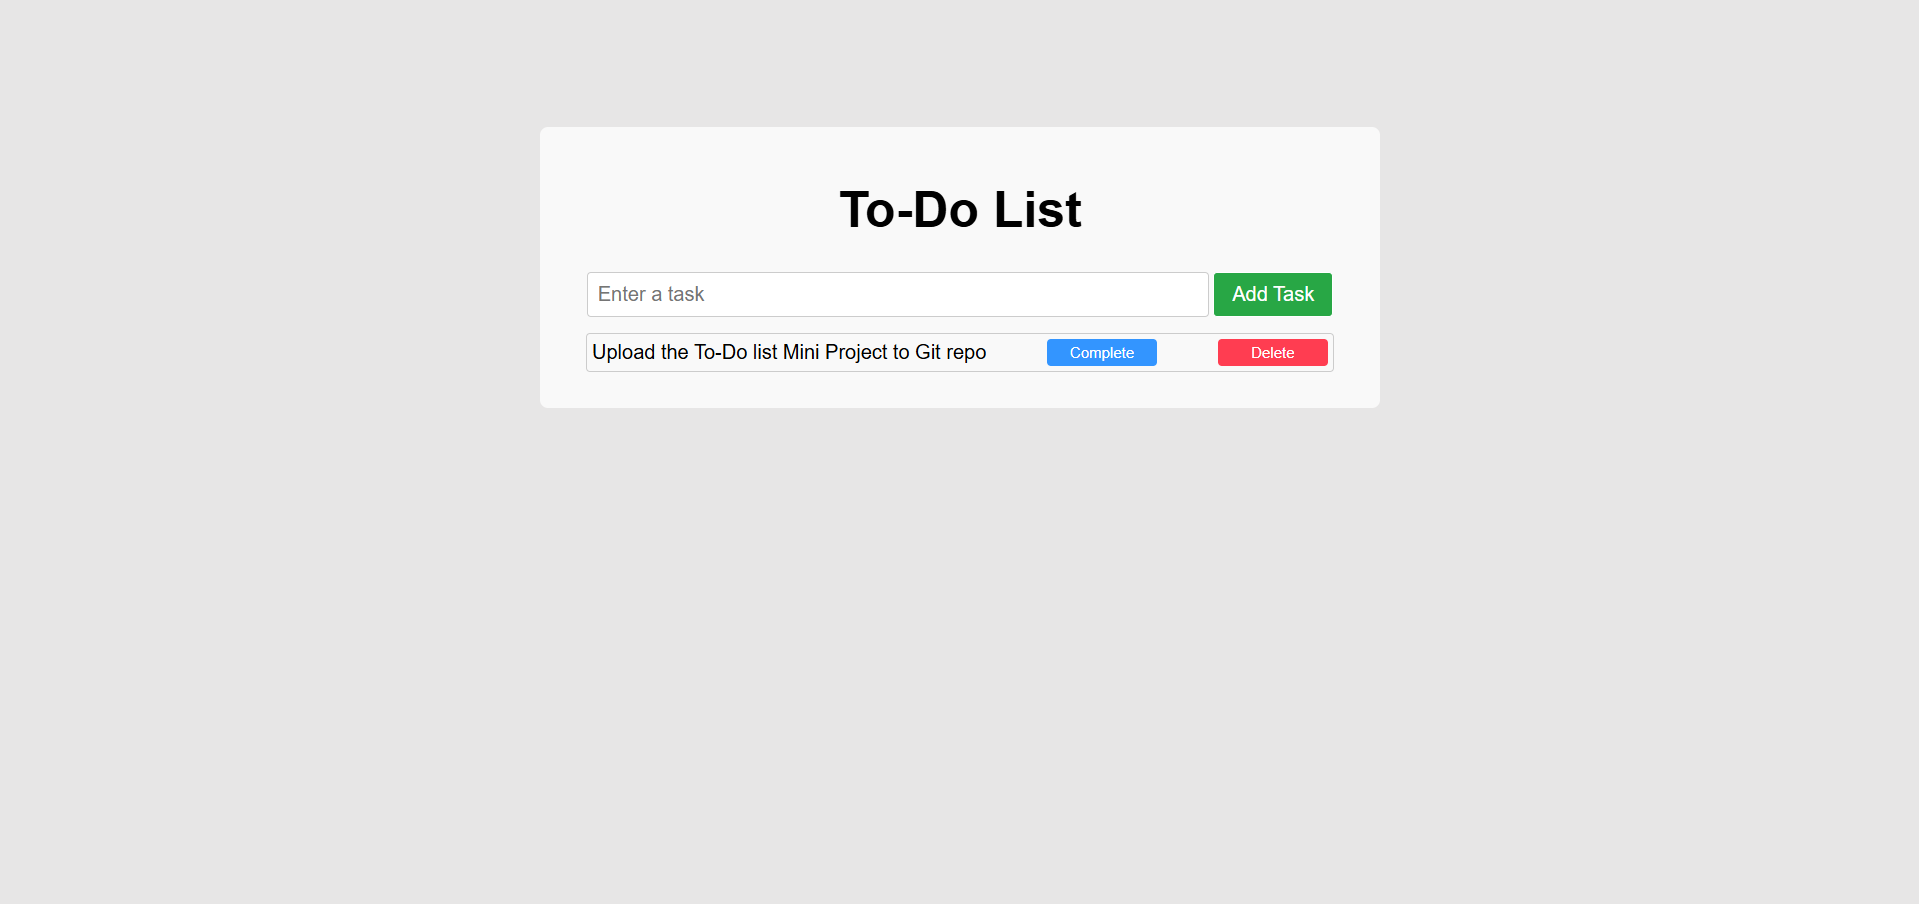 To-Do List
Enter a task Add Task
Upload the To-Do list Mini Project to Git repo Complete Delete